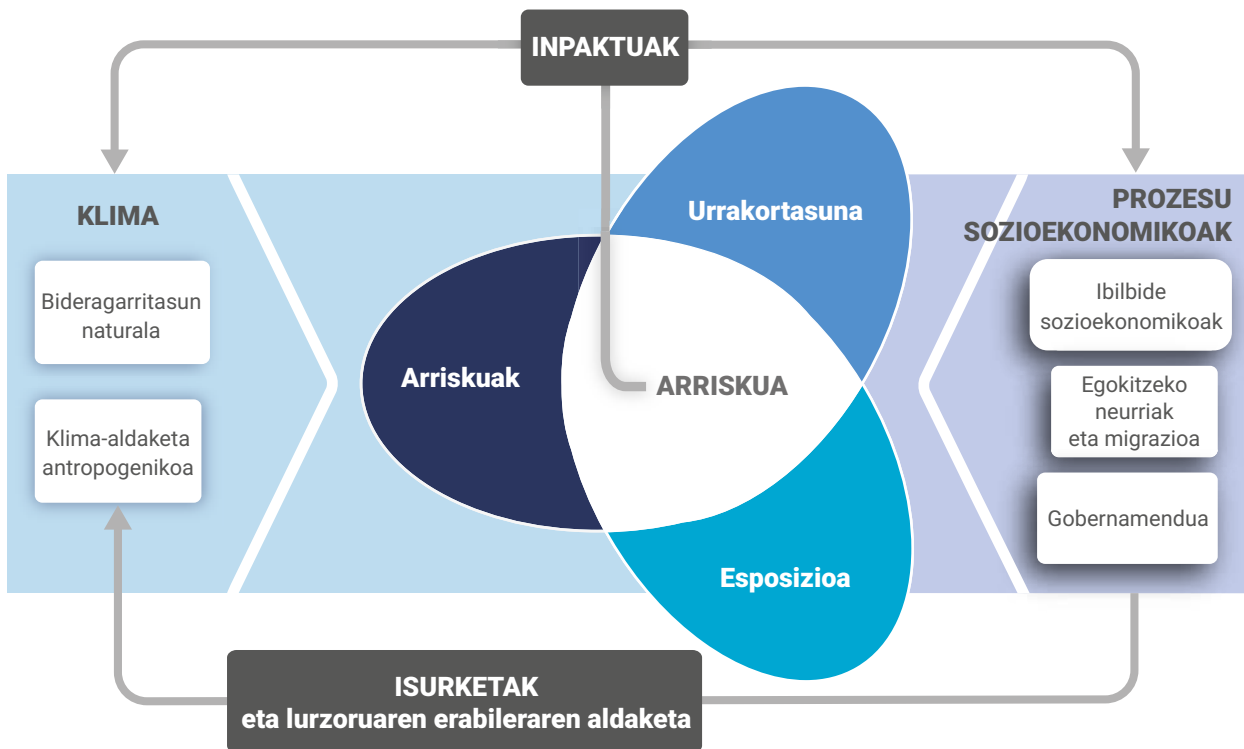 INPAKTUAK
KLIMA
Bideragarritasun
naturala
Klima-aldaketa
antropogenikoa
Urrakortasuna
Arriskuak
ARRISKUA
Esposizioa
PROZESU
SOZIOEKONOMIKOAK
Ibilbide
sozioekonomikoak
Egokitzeko
neurriak
eta migrazioa
Gobernamendua
ISURKETAK
eta lurzoruaren erabileraren aldaketa